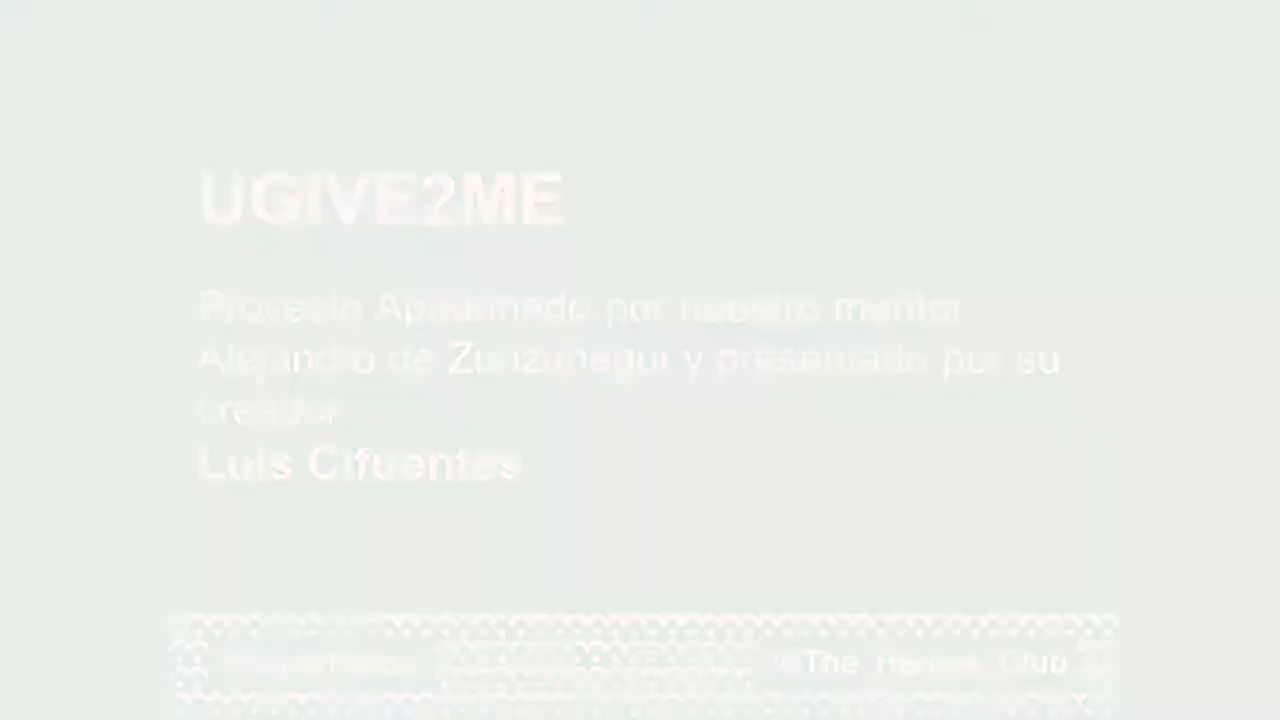 UGIVE2ME
Proyecto Apadrinado por nuestro mentor
Alejandro de Zunzunegui y presentado por su
creador
Luis Cifuentes
©The Heroes Club